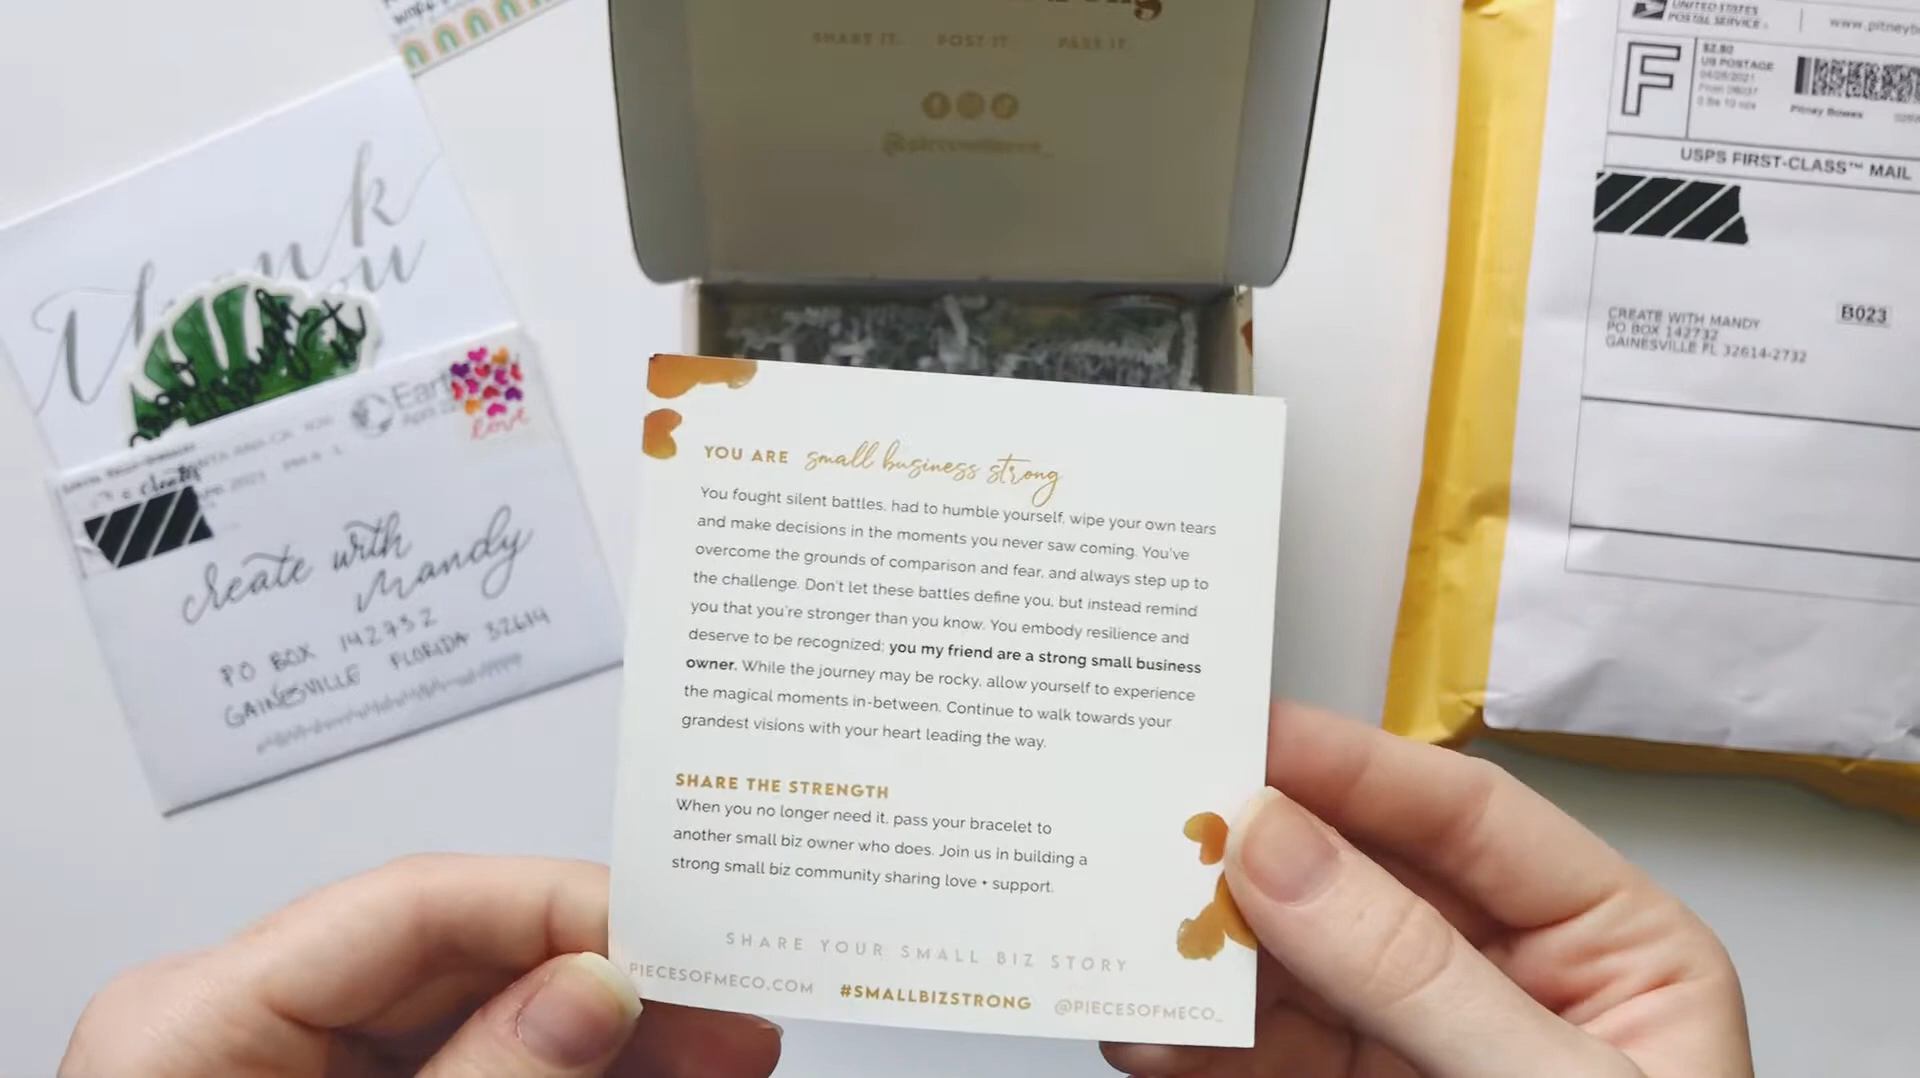 SHARE IT. POST IT. PASS IT.
UNITED STATES
POSTAL SERVICE
F
$2.80
US POSTAGE
04/26/2021
Pitney Bowes
USPS FIRST-CLASS™ MAIL
B023
CREATE WITH MANDY
PO BOX 142732
GAINESVILLE FL 32614-2732
Thank
you
love
create with
Mandy
PO BOX 142732
GAINESVILLE FLORIDA 32614
YOU ARE small business strong
You fought silent battles, had to humble yourself, wipe your own tears
and make decisions in the moments you never saw coming. You've
overcome the grounds of comparison and fear, and always step up to
the challenge. Don't let these battles define you, but instead remind
you that you're stronger than you know. You embody resilience and
deserve to be recognized; you my friend are a strong small business
owner. While the journey may be rocky, allow yourself to experience
the magical moments in-between. Continue to walk towards your
grandest visions with your heart leading the way.
SHARE THE STRENGTH
When you no longer need it, pass your bracelet to
another small biz owner who does. Join us in building a
strong small biz community sharing love + support.
SHARE YOUR SMALL BIZ STORY
PIECESOFMECO.COM #SMALLBIZSTRONG @PIECESOFMECO_